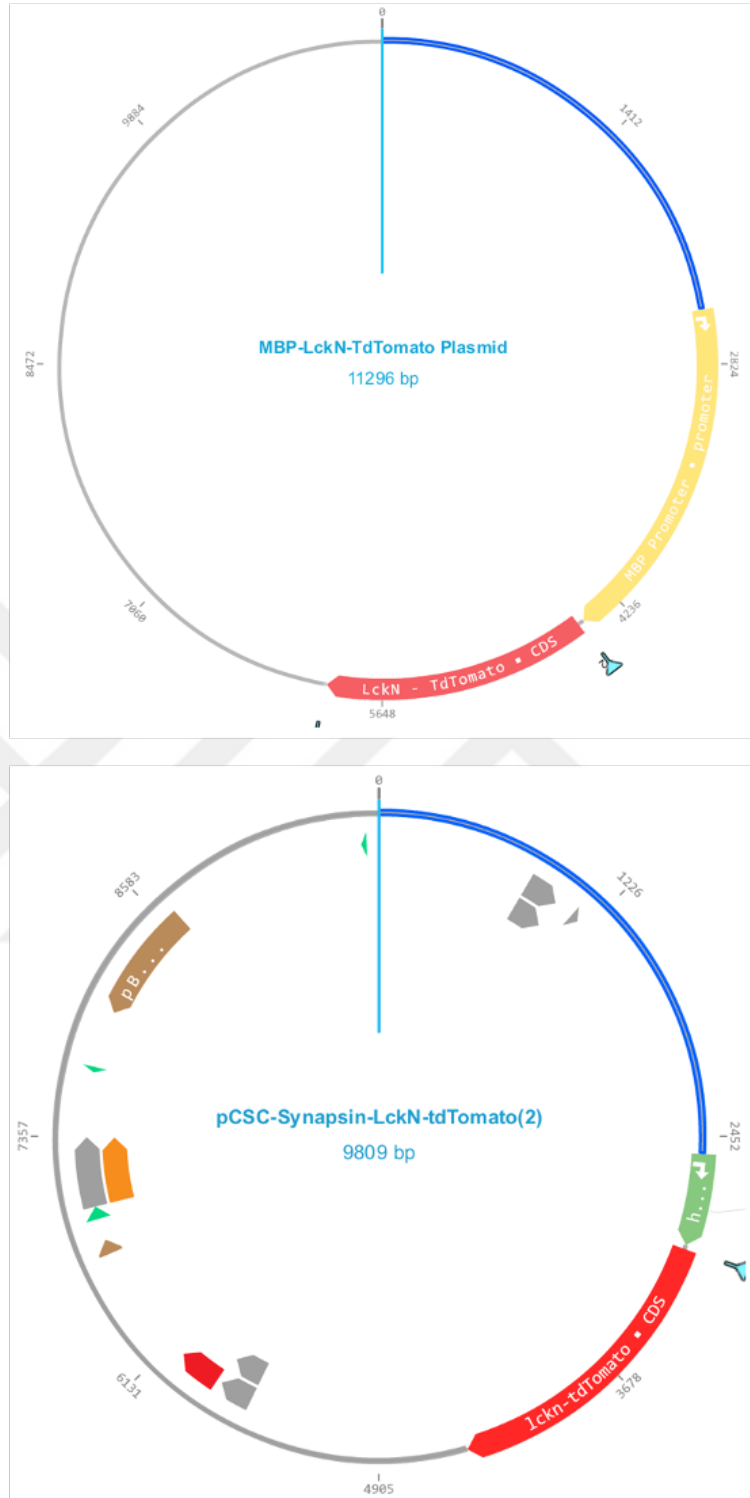 0
1412
2824
4236
5648
7060
8472
9884
MBP-LckN-TdTomato Plasmid
11296 bp
MBP Promoter ▪ promoter
LckN - TdTomato ▪ CDS
0
1226
2452
3678
4905
6131
7357
8583
pCSC-Synapsin-LckN-tdTomato(2)
9809 bp
pB...
h...
lckn-tdTomato ▪ CDS